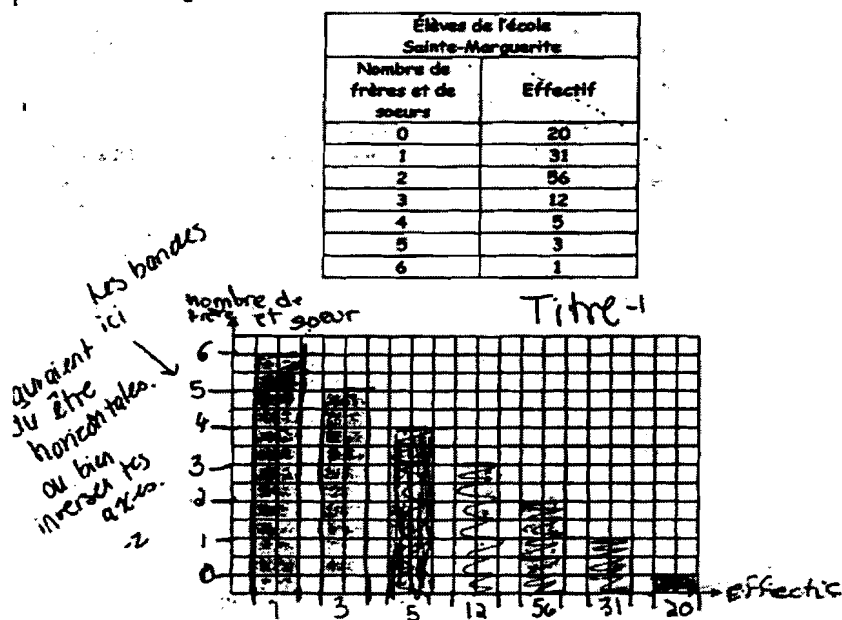 Élèves de l'école
Sainte-Marguerite
Nombre de
frères et de
soeurs
Effectif
0 20
1 31
2 56
3 12
4 5
5 3
6 1
Les bandes
ici
auraient
du être
horizontales.
ou bien
inverser tes
axes.
-2
nombre de
frère et soeur
Titre -1
6
5
4
3
2
1
0
1 3 5 12 56 31 20
effectif